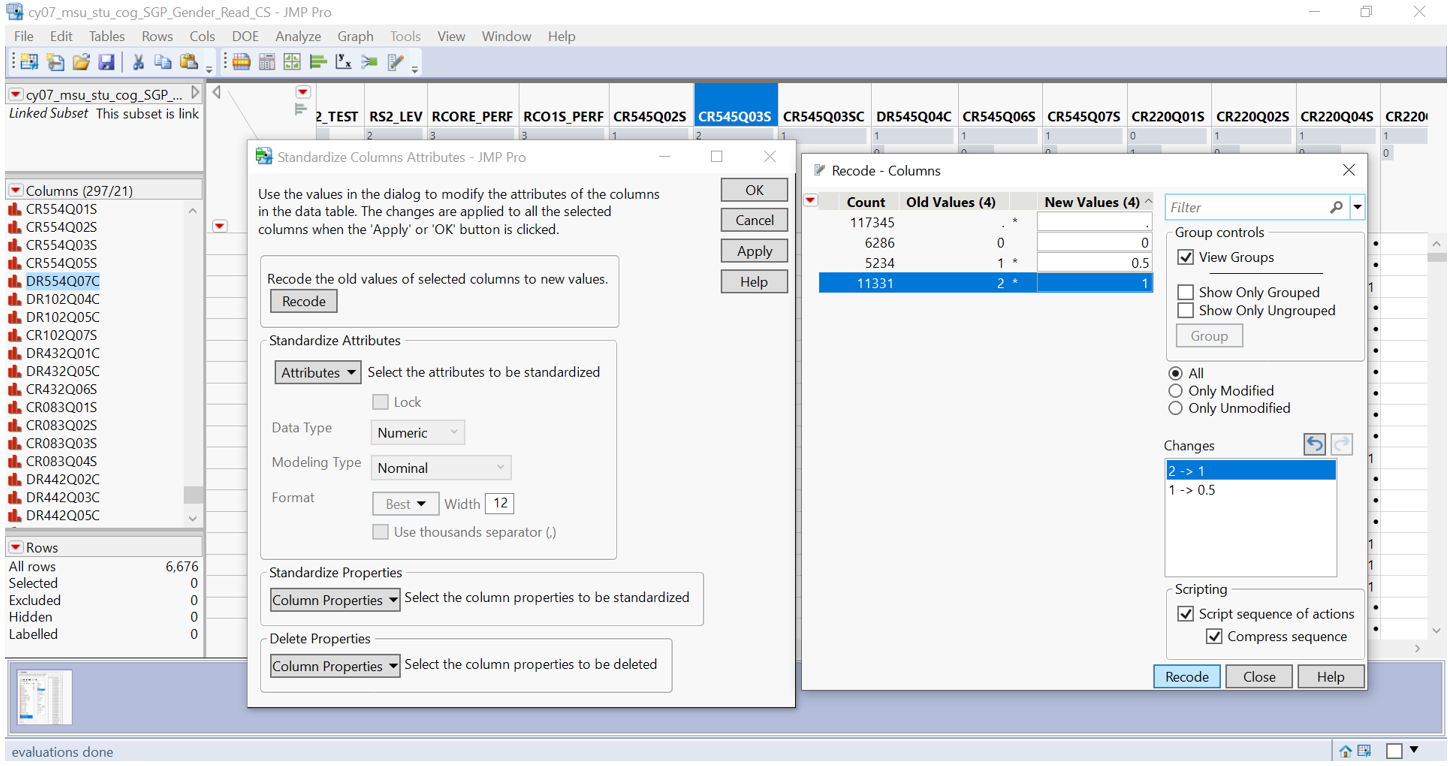 cy07_msu_stu_cog_SGP_Gender_Read_CS - JMP Pro
File Edit Tables Rows Cols DOE Analyze Graph Tools View Window Help
cy07_msu_stu_cog_SGP_...
Linked Subset This subset is link
2_TEST RS2_LEV RCORE_PERF RCO1S_PERF CR545Q02S CR545Q03S CR545Q03SC DR545Q04C CR545Q06S CR545Q07S CR220Q01S CR220Q02S CR220Q04S CR220
2 3 3 1 2 1 1 1 1 0 1 1 1
Columns (297/21)
CR554Q01S
CR554Q02S
CR554Q03S
CR554Q05S
DR554Q07C
DR102Q04C
DR102Q05C
CR102Q07S
DR432Q01C
DR432Q05C
CR432Q06S
CR083Q01S
CR083Q02S
CR083Q03S
CR083Q04S
DR442Q02C
DR442Q03C
DR442Q05C
Rows
All rows 6,676
Selected 0
Excluded 0
Hidden 0
Labelled 0
Standardize Columns Attributes - JMP Pro
Use the values in the dialog to modify the attributes of the columns
in the data table. The changes are applied to all the selected
columns when the 'Apply' or 'OK' button is clicked.
OK
Cancel
Apply
Help
Recode the old values of selected columns to new values.
Recode
Standardize Attributes
Attributes Select the attributes to be standardized
Lock
Data Type Numeric
Modeling Type Nominal
Format Best Width 12
Use thousands separator (,)
Standardize Properties
Column Properties Select the column properties to be standardized
Delete Properties
Column Properties Select the column properties to be deleted
Recode - Columns
Count Old Values (4) New Values (4)
117345 . * .
6286 0 0
5234 1 * 0.5
11331 2 * 1
Filter
Group controls
View Groups
Show Only Grouped
Show Only Ungrouped
Group
All
Only Modified
Only Unmodified
Changes
2 -> 1
1 -> 0.5
Scripting
Script sequence of actions
Compress sequence
Recode Close Help
evaluations done